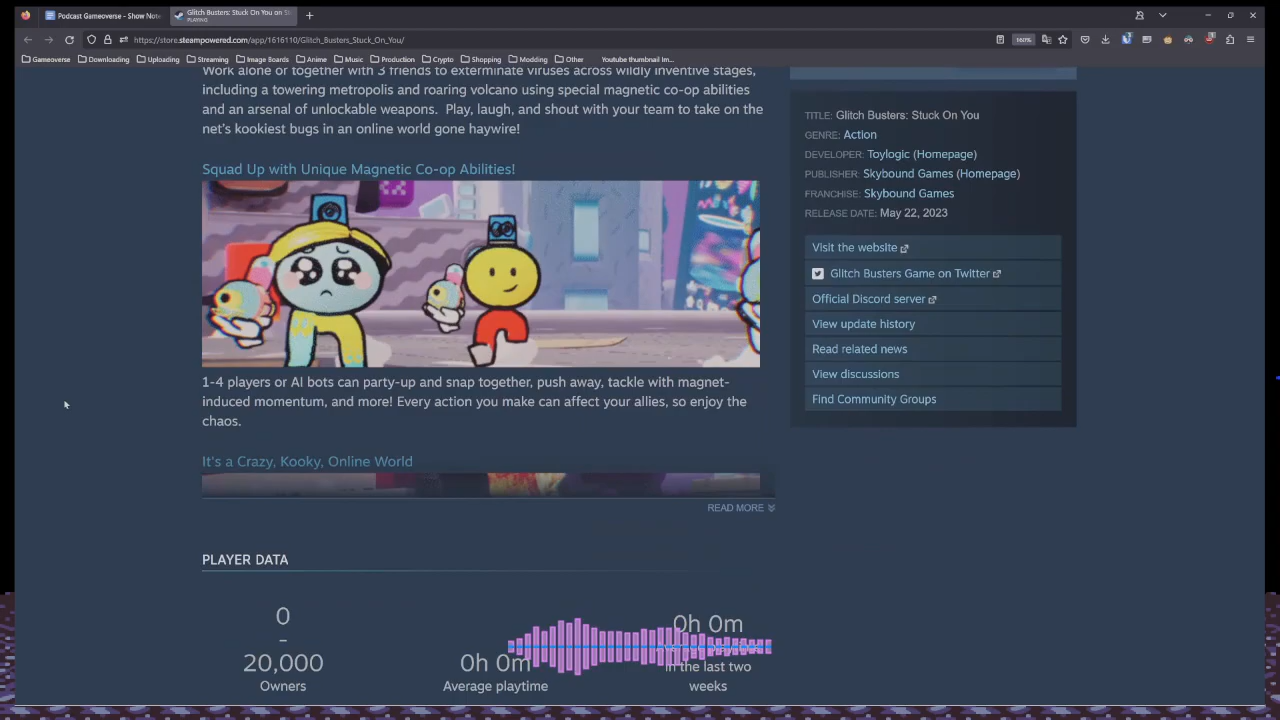 Podcast Gameoverse - Show Note
Glitch Busters: Stuck On You on S
PLAYING
https://store.steampowered.com/app/1616110/Glitch_Busters_Stuck_On_You/
160%
Gameoverse Downloading Uploading Streaming Image Boards Anime Music Production Crypto Shopping Modding Other Youtube thumbnail im...
Work alone or together with 3 friends to exterminate viruses across wildly inventive stages,
including a towering metropolis and roaring volcano using special magnetic co-op abilities
and an arsenal of unlockable weapons. Play, laugh, and shout with your team to take on the
net's kookiest bugs in an online world gone haywire!
Squad Up with Unique Magnetic Co-op Abilities!
1-4 players or AI bots can party-up and snap together, push away, tackle with magnet-
induced momentum, and more! Every action you make can affect your allies, so enjoy the
chaos.
It's a Crazy, Kooky, Online World
READ MORE
TITLE: Glitch Busters: Stuck On You
GENRE: Action
DEVELOPER: Toylogic (Homepage)
PUBLISHER: Skybound Games (Homepage)
FRANCHISE: Skybound Games
RELEASE DATE: May 22, 2023
Visit the website
Glitch Busters Game on Twitter
Official Discord server
View update history
Read related news
View discussions
Find Community Groups
PLAYER DATA
0
-
20,000
Owners
0h 0m
Average playtime
0h 0m
in the last two
weeks